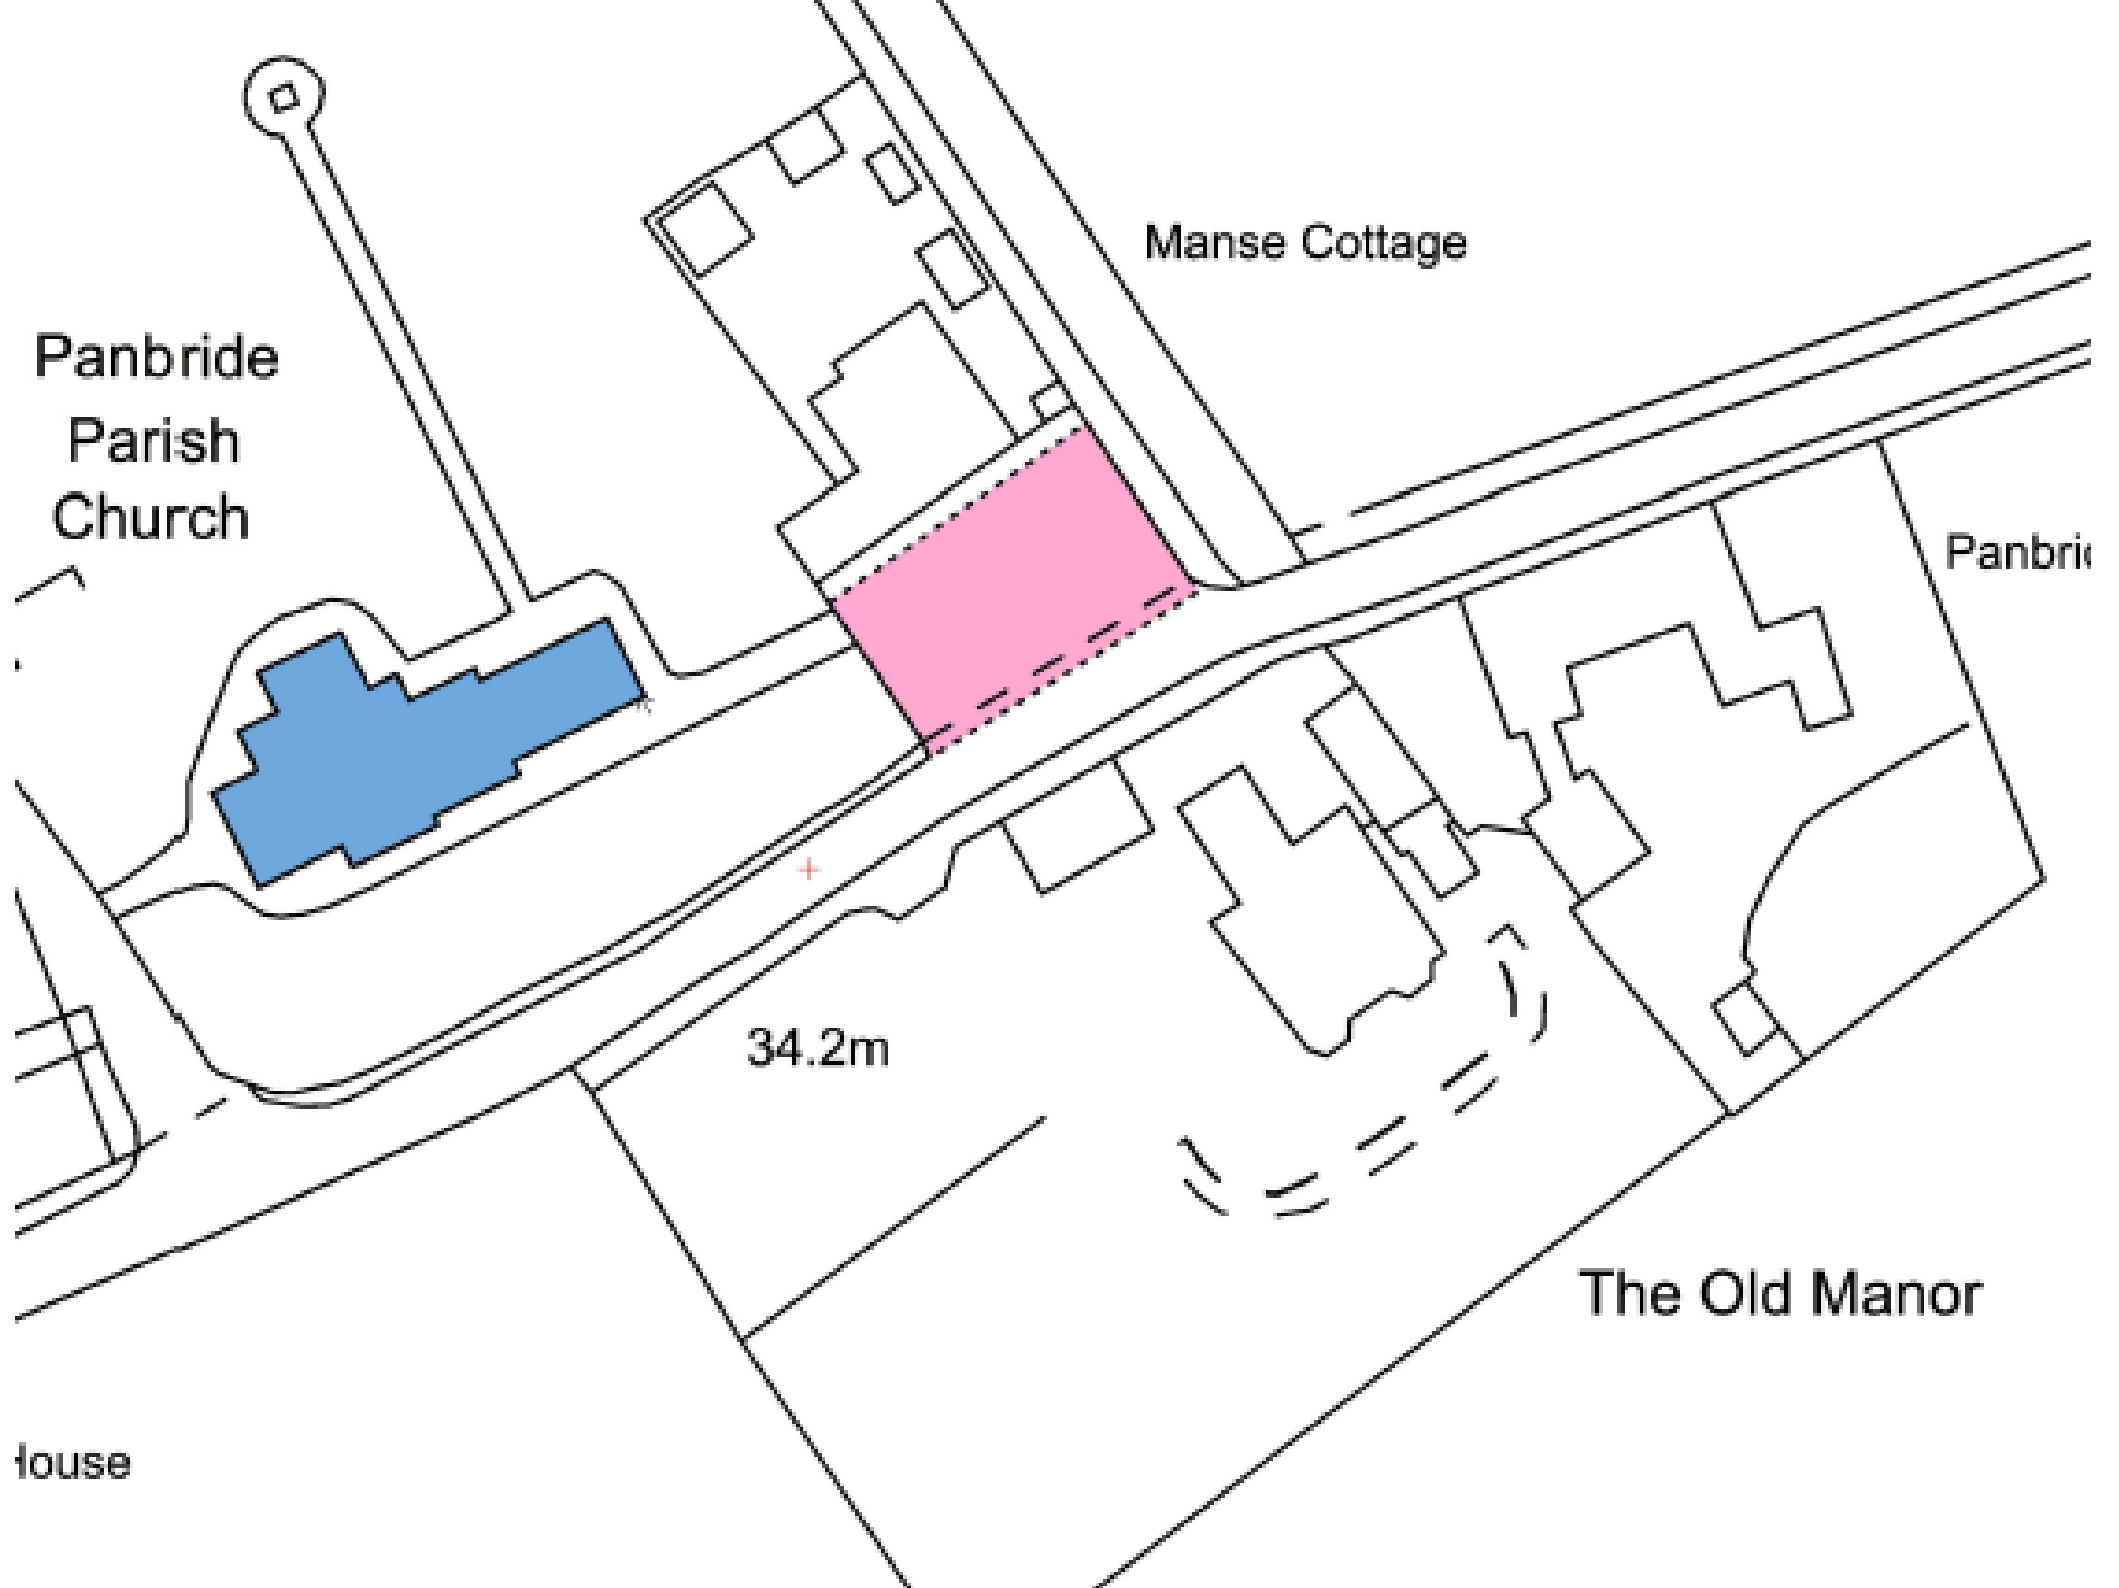 Manse Cottage
Panbride
Parish
Church
34.2m
The Old Manor